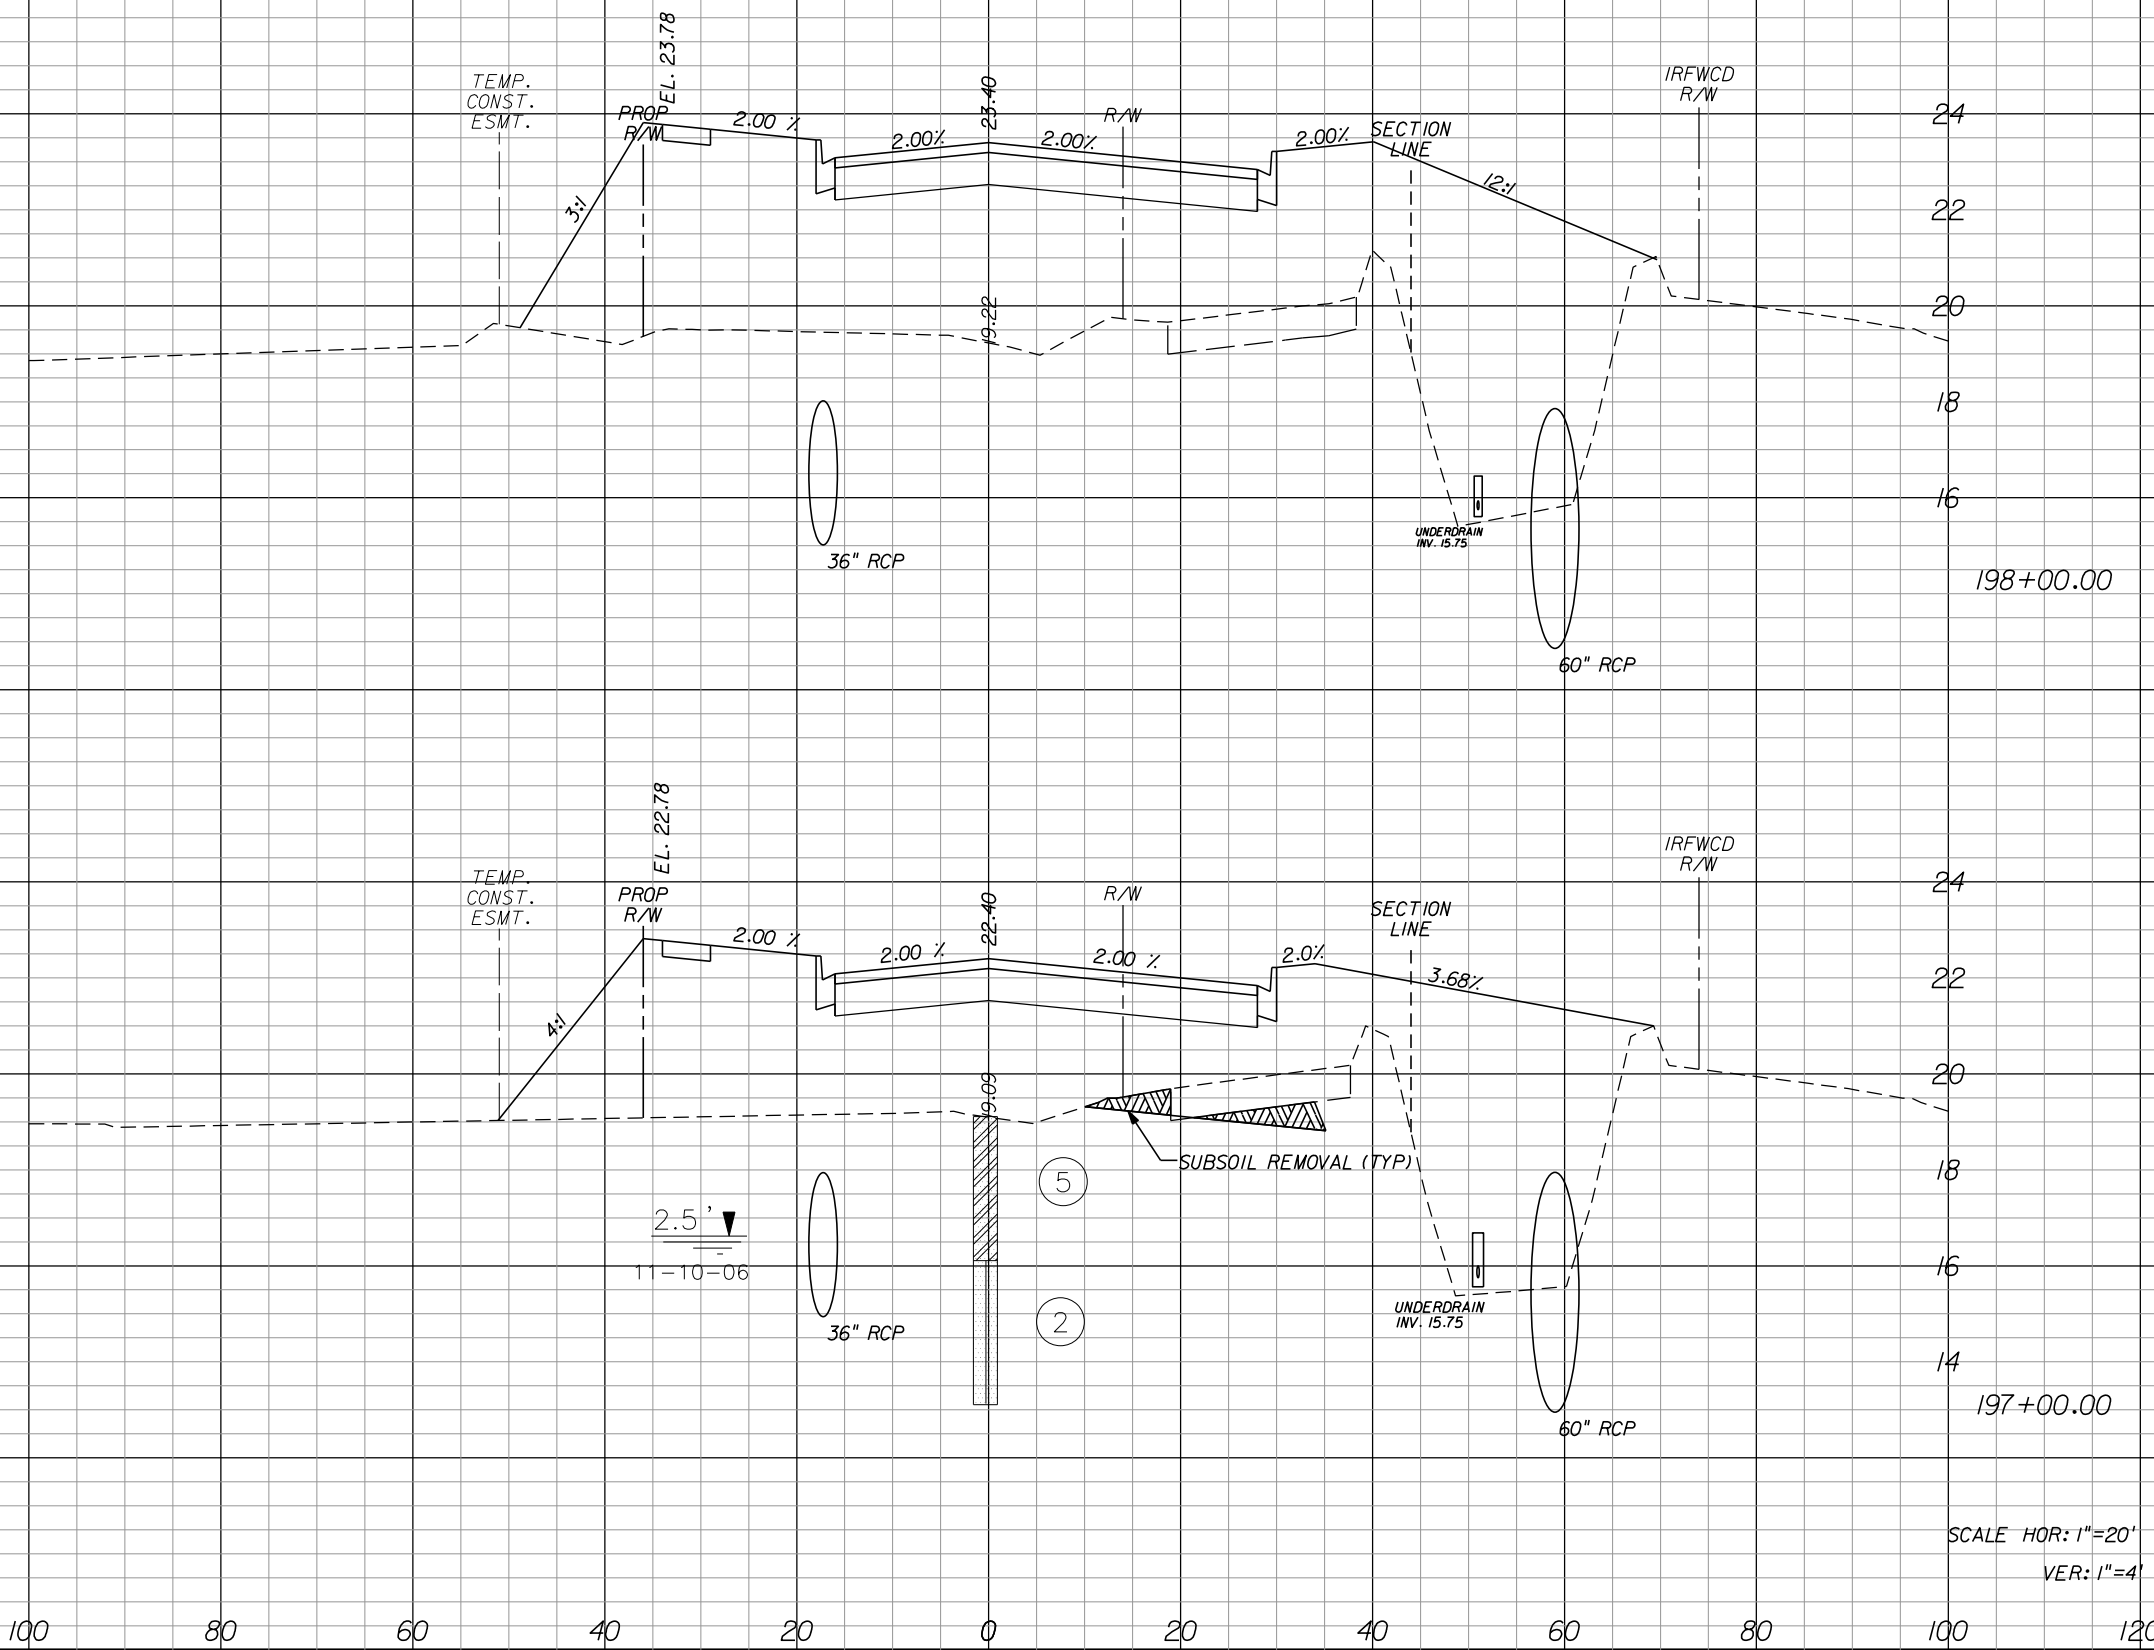 EL. 23.78
TEMP.
CONST.
ESMT.
PROP
R/W
2.00 %
23.40
2.00%
2.00%
R/W
2.00%
SECTION
LINE
IRFWCD
R/W
24
3:1
12:1
22
19.22
20
18
16
UNDERDRAIN
INV. 15.75
36" RCP
198+00.00
60" RCP
EL. 22.78
TEMP.
CONST.
ESMT.
PROP
R/W
2.00 %
2.00 %
22.40
R/W
2.00 %
2.0%
SECTION
LINE
IRFWCD
R/W
24
3.68%
22
4:1
19.09
20
SUBSOIL REMOVAL (TYP)
18
5
2.5'
11-10-06
16
UNDERDRAIN
INV. 15.75
2
36" RCP
14
197+00.00
60" RCP
SCALE HOR: 1"=20'
VER: 1"=4'
100 80 60 40 20 0 20 40 60 80 100 120